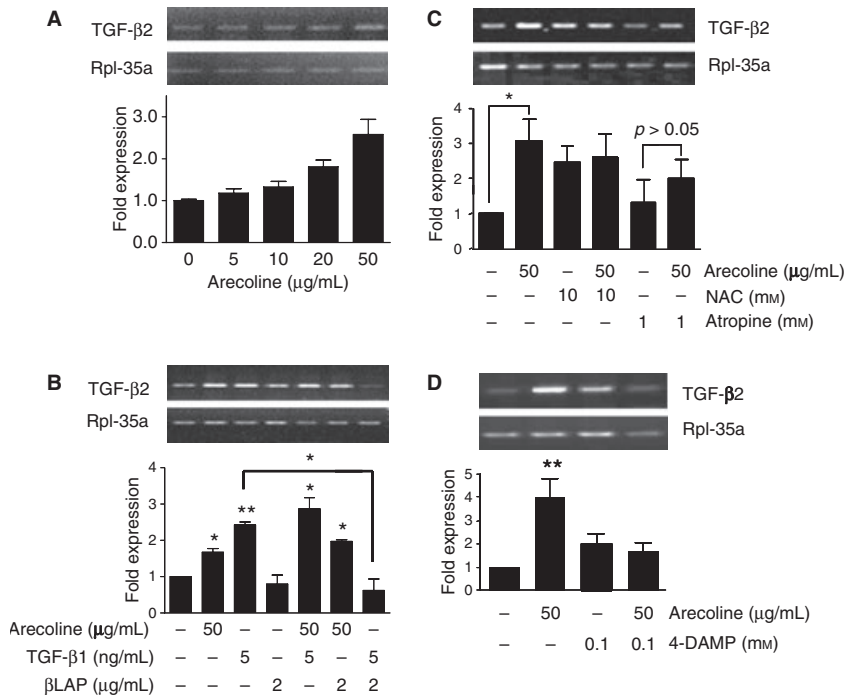 A
TGF-β2
Rpl-35a
Fold expression
3.0
2.0
1.0
0.0
0 5 10 20 50
Arecoline (μg/mL)
B
TGF-β2
Rpl-35a
Fold expression
4
3
2
1
0
* ** * * *
Arecoline (μg/mL) – 50 – – 50 50 –
TGF-β1 (ng/mL) – – 5 – 5 – 5
βLAP (μg/mL) – – – 2 – 2 2
C
TGF-β2
Rpl-35a
Fold expression
4
3
2
1
0
*
p > 0.05
– 50 – 50 – 50 Arecoline (μg/mL)
– – 10 10 – – NAC (mM)
– – – – 1 1 Atropine (mM)
D
TGF-β2
Rpl-35a
Fold expression
5
4
3
2
1
0
**
– 50 – 50 Arecoline (μg/mL)
– – 0.1 0.1 4-DAMP (mM)